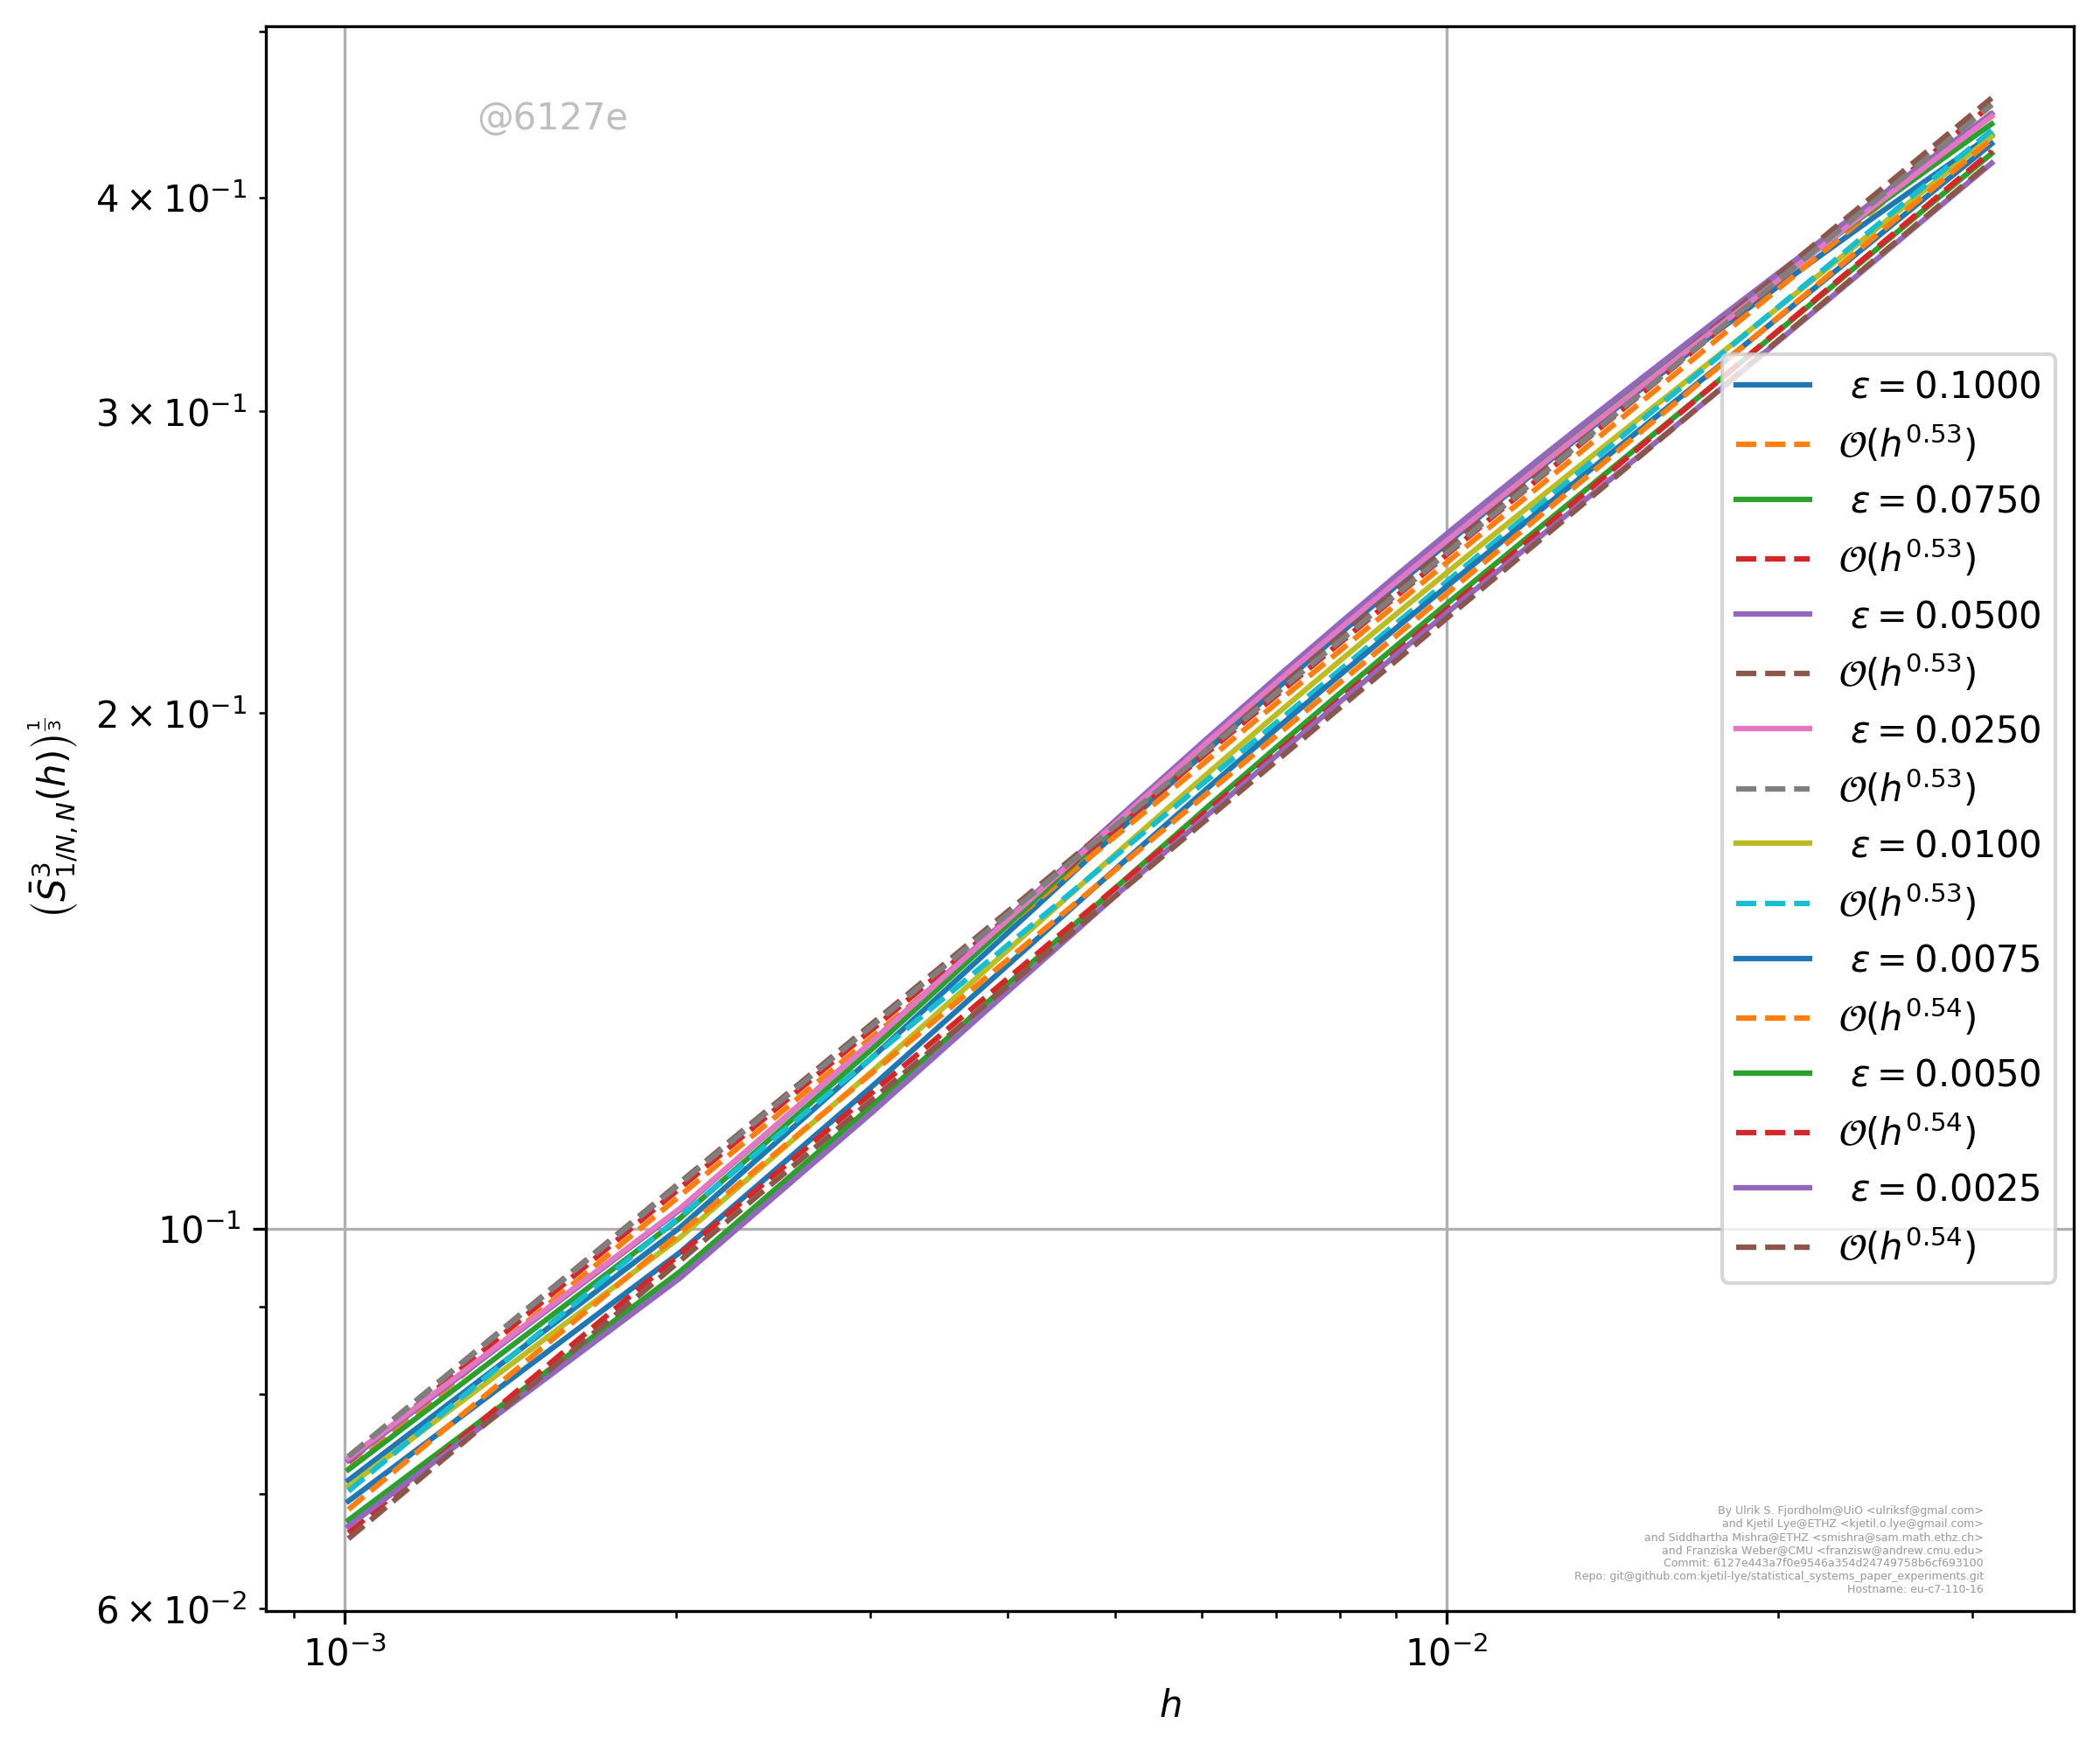 @6127e
4 × 10⁻¹
3 × 10⁻¹
2 × 10⁻¹
10⁻¹
6 × 10⁻²
(S̄³_{1/N, N}(h))^{1/3}
ε = 0.1000
𝒪(h^{0.53})
ε = 0.0750
𝒪(h^{0.53})
ε = 0.0500
𝒪(h^{0.53})
ε = 0.0250
𝒪(h^{0.53})
ε = 0.0100
𝒪(h^{0.53})
ε = 0.0075
𝒪(h^{0.54})
ε = 0.0050
𝒪(h^{0.54})
ε = 0.0025
𝒪(h^{0.54})
By Ulrik S. Fjordholm@UiO <ulriksf@gmal.com>
and Kjetil Lye@ETHZ <kjetil.o.lye@gmail.com>
and Siddhartha Mishra@ETHZ <smishra@sam.math.ethz.ch>
and Franziska Weber@CMU <franzisw@andrew.cmu.edu>
Commit: 6127e443a7f0e9546a354d24749758b6cf693100
Repo: git@github.com:kjetil-lye/statistical_systems_paper_experiments.git
Hostname: eu-c7-110-16
10⁻³
10⁻²
h